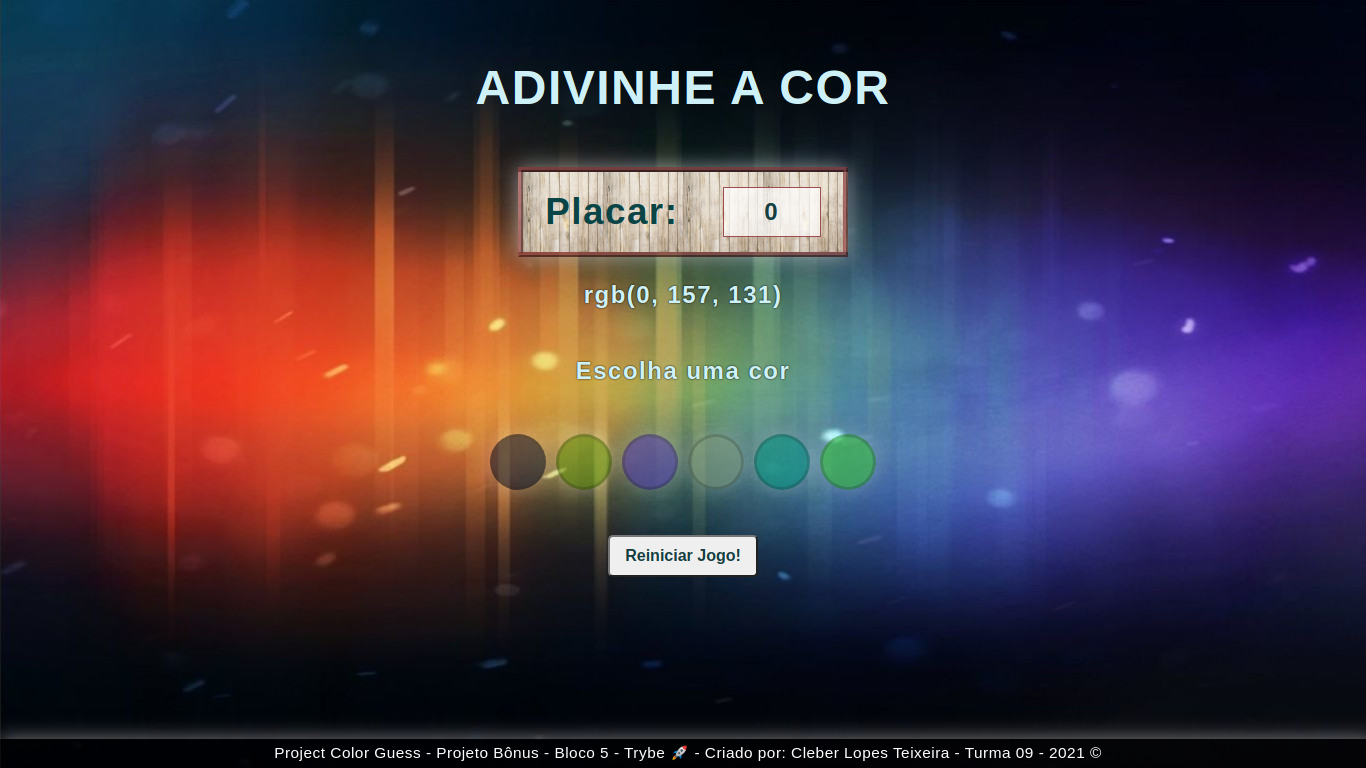 ADIVINHE A COR
Placar: 0
rgb(0, 157, 131)
Escolha uma cor
Reiniciar Jogo!
Project Color Guess - Projeto Bônus - Bloco 5 - Trybe 🚀 - Criado por: Cleber Lopes Teixeira - Turma 09 - 2021 ©